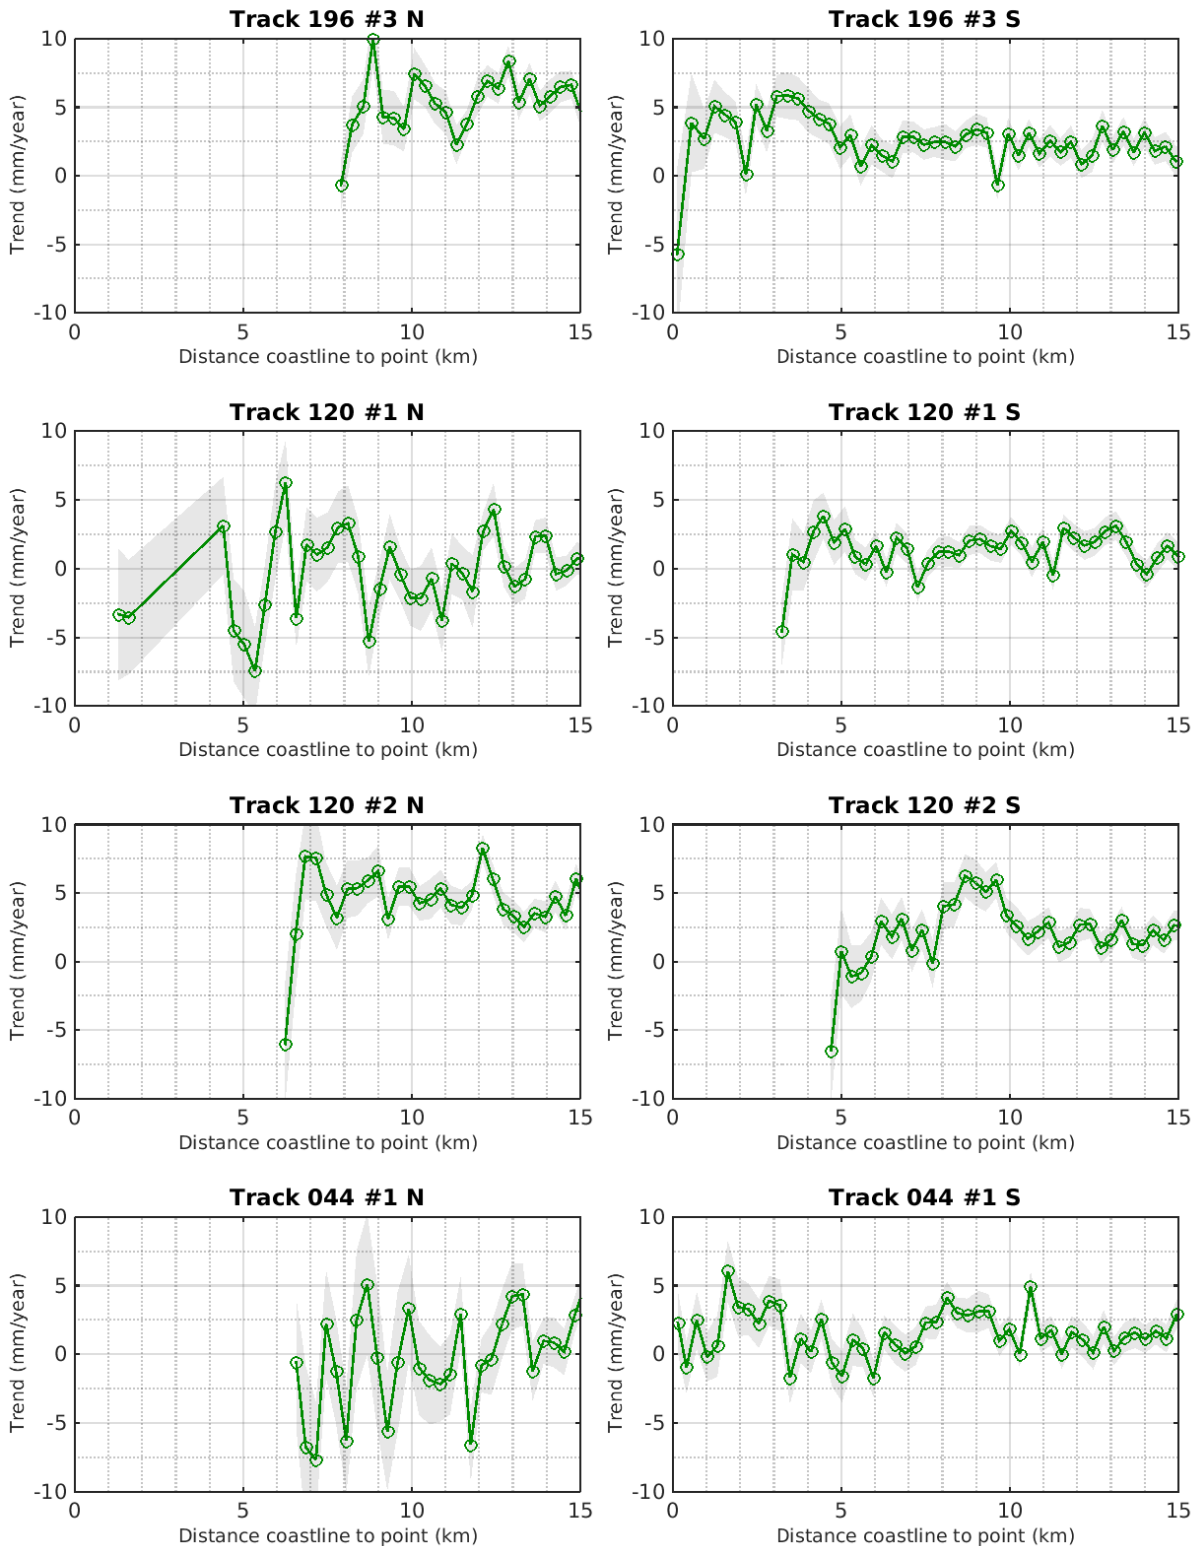 Track 196 #3 N
Track 196 #3 S
Trend (mm/year)
10
5
0
-5
-10
0 5 10 15
Distance coastline to point (km)
Trend (mm/year)
10
5
0
-5
-10
0 5 10 15
Distance coastline to point (km)
Track 120 #1 N
Track 120 #1 S
Trend (mm/year)
10
5
0
-5
-10
0 5 10 15
Distance coastline to point (km)
Trend (mm/year)
10
5
0
-5
-10
0 5 10 15
Distance coastline to point (km)
Track 120 #2 N
Track 120 #2 S
Trend (mm/year)
10
5
0
-5
-10
0 5 10 15
Distance coastline to point (km)
Trend (mm/year)
10
5
0
-5
-10
0 5 10 15
Distance coastline to point (km)
Track 044 #1 N
Track 044 #1 S
Trend (mm/year)
10
5
0
-5
-10
0 5 10 15
Distance coastline to point (km)
Trend (mm/year)
10
5
0
-5
-10
0 5 10 15
Distance coastline to point (km)